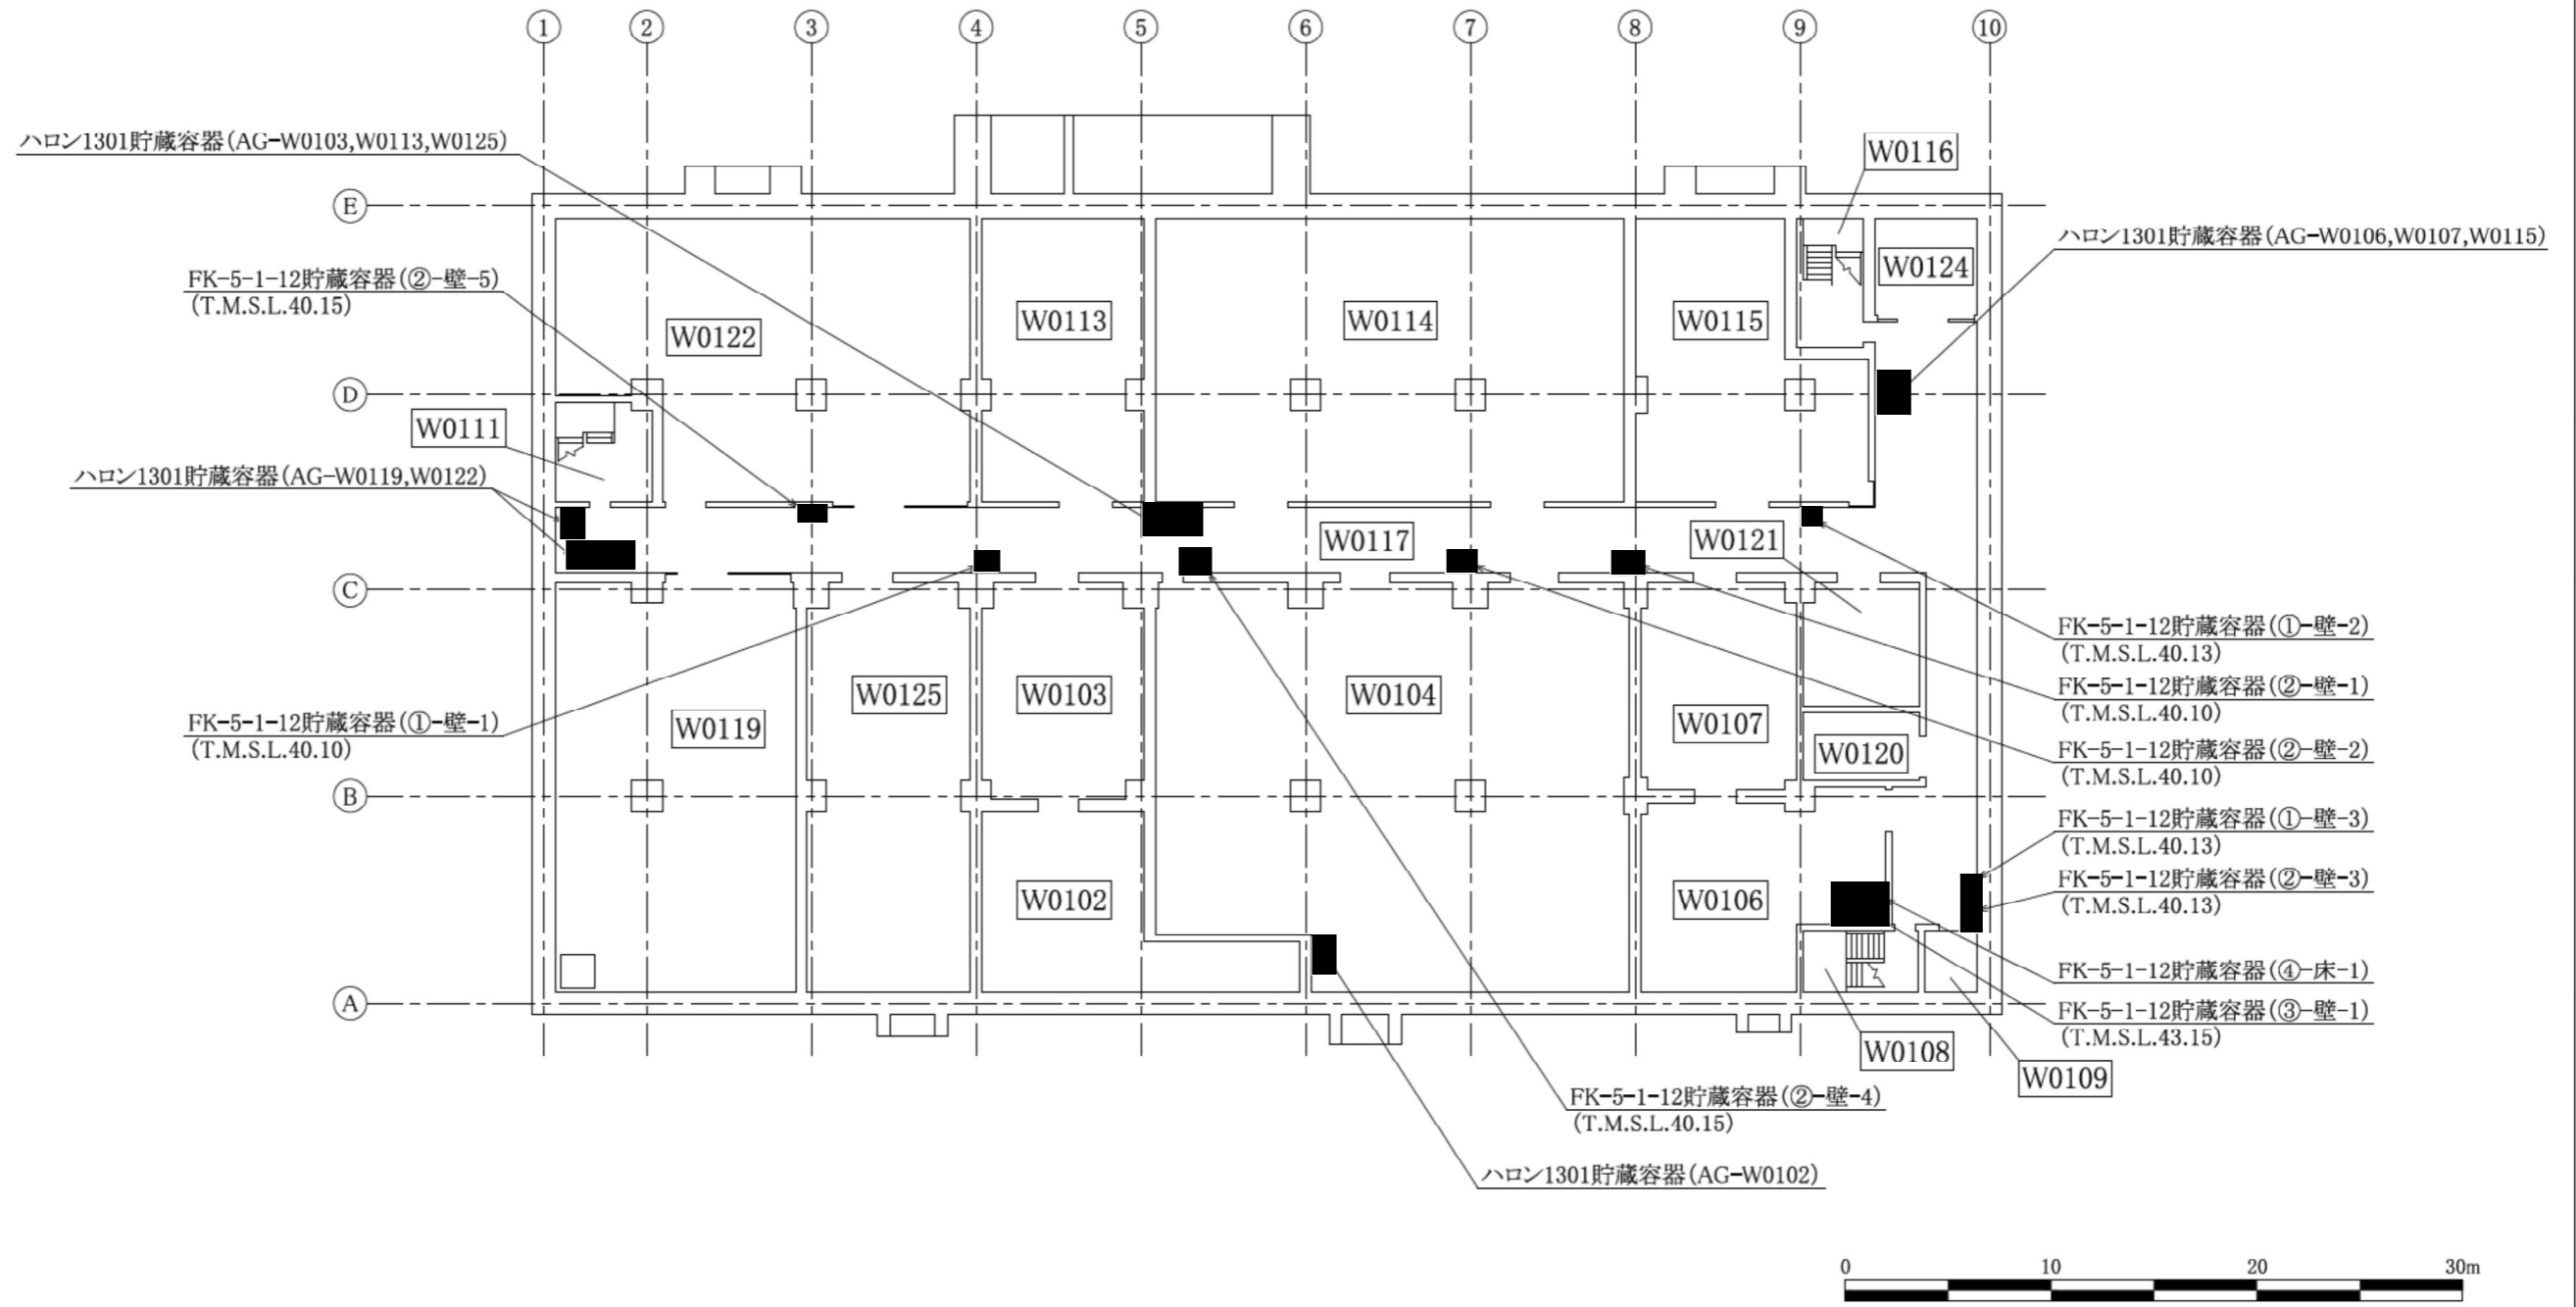 ① ② ③ ④ ⑤ ⑥ ⑦ ⑧ ⑨ ⑩
ハロン1301貯蔵容器(AG-W0103,W0113,W0125)
W0116
Ⓔ
ハロン1301貯蔵容器(AG-W0106,W0107,W0115)
FK-5-1-12貯蔵容器(②-壁-5)
(T.M.S.L.40.15)
W0124
W0122
W0113
W0114
W0115
Ⓓ
W0111
ハロン1301貯蔵容器(AG-W0119,W0122)
W0117
W0121
Ⓒ
FK-5-1-12貯蔵容器(①-壁-2)
(T.M.S.L.40.13)
FK-5-1-12貯蔵容器(②-壁-1)
(T.M.S.L.40.10)
FK-5-1-12貯蔵容器(①-壁-1)
(T.M.S.L.40.10)
W0119
W0125
W0103
W0104
W0107
W0120
FK-5-1-12貯蔵容器(②-壁-2)
(T.M.S.L.40.10)
Ⓑ
FK-5-1-12貯蔵容器(①-壁-3)
(T.M.S.L.40.13)
FK-5-1-12貯蔵容器(②-壁-3)
(T.M.S.L.40.13)
W0102
W0106
FK-5-1-12貯蔵容器(④-床-1)
Ⓐ
FK-5-1-12貯蔵容器(③-壁-1)
(T.M.S.L.43.15)
W0108
W0109
FK-5-1-12貯蔵容器(②-壁-4)
(T.M.S.L.40.15)
ハロン1301貯蔵容器(AG-W0102)
0 10 20 30m